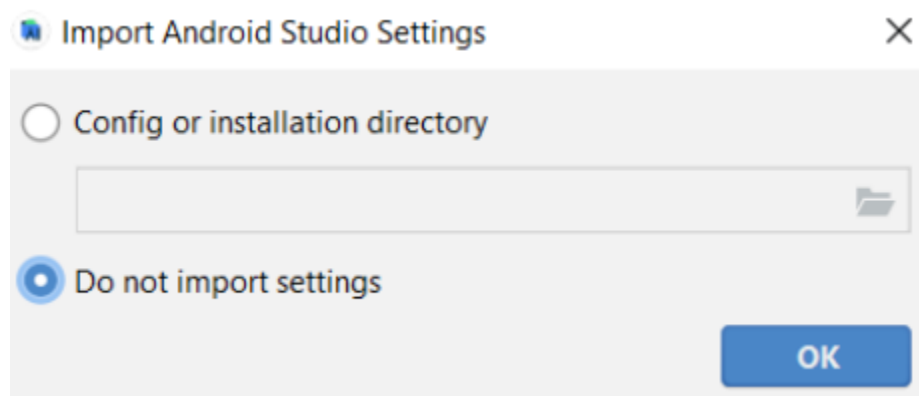 Import Android Studio Settings
Config or installation directory
Do not import settings
OK